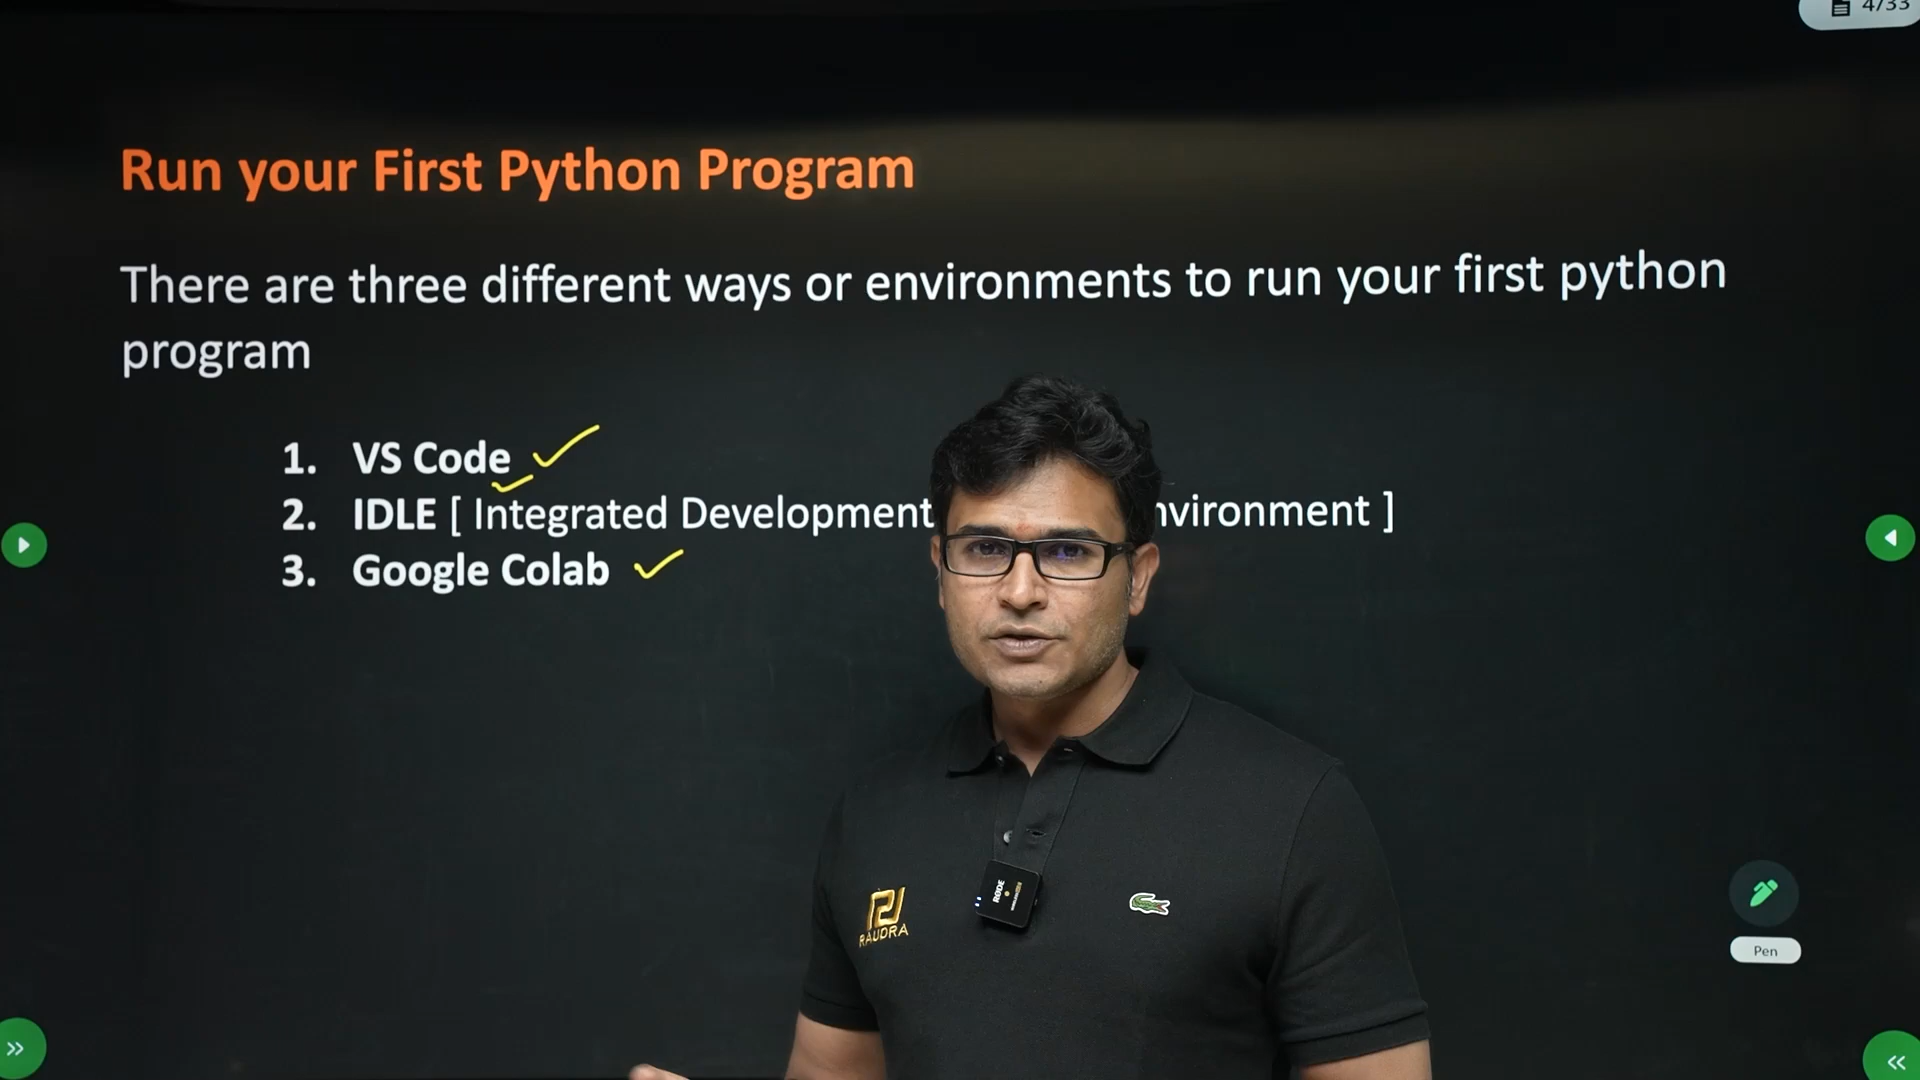 4/33
Run your First Python Program
There are three different ways or environments to run your first python
program
1. VS Code
2. IDLE [ Integrated Development nvironment ]
3. Google Colab
RODE
RAUDRA
Pen